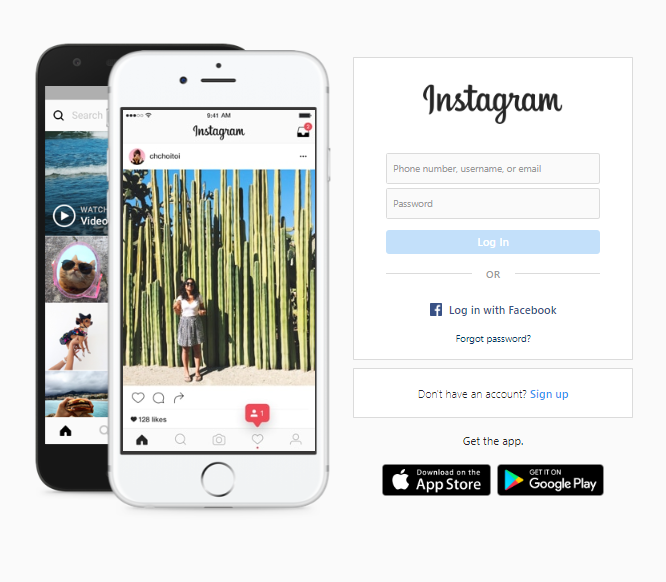 Search
WATCH
Video
9:41 AM
Instagram
chchoitoi
1
128 likes
Instagram
Phone number, username, or email
Password
Log In
OR
Log in with Facebook
Forgot password?
Don't have an account? Sign up
Get the app.
Download on the
App Store
GET IT ON
Google Play